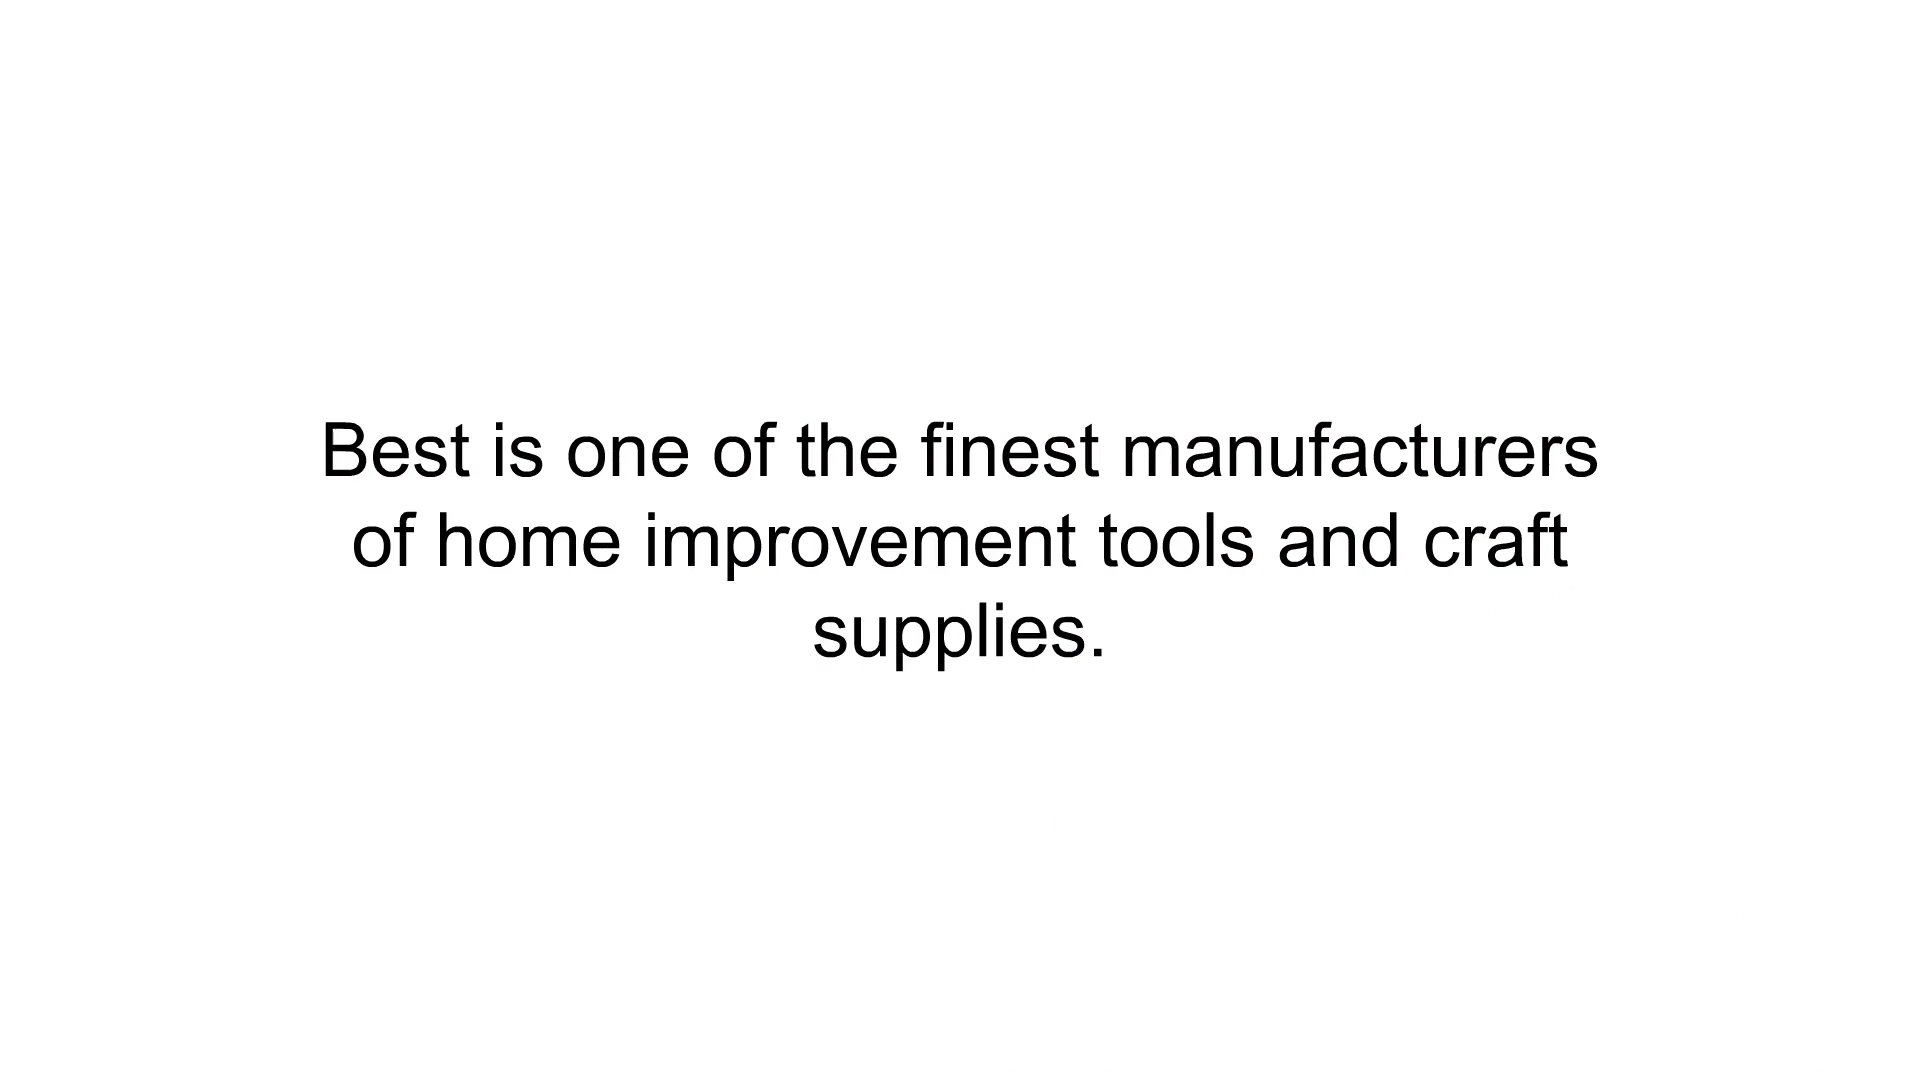 Best is one of the finest manufacturers
of home improvement tools and craft
supplies.